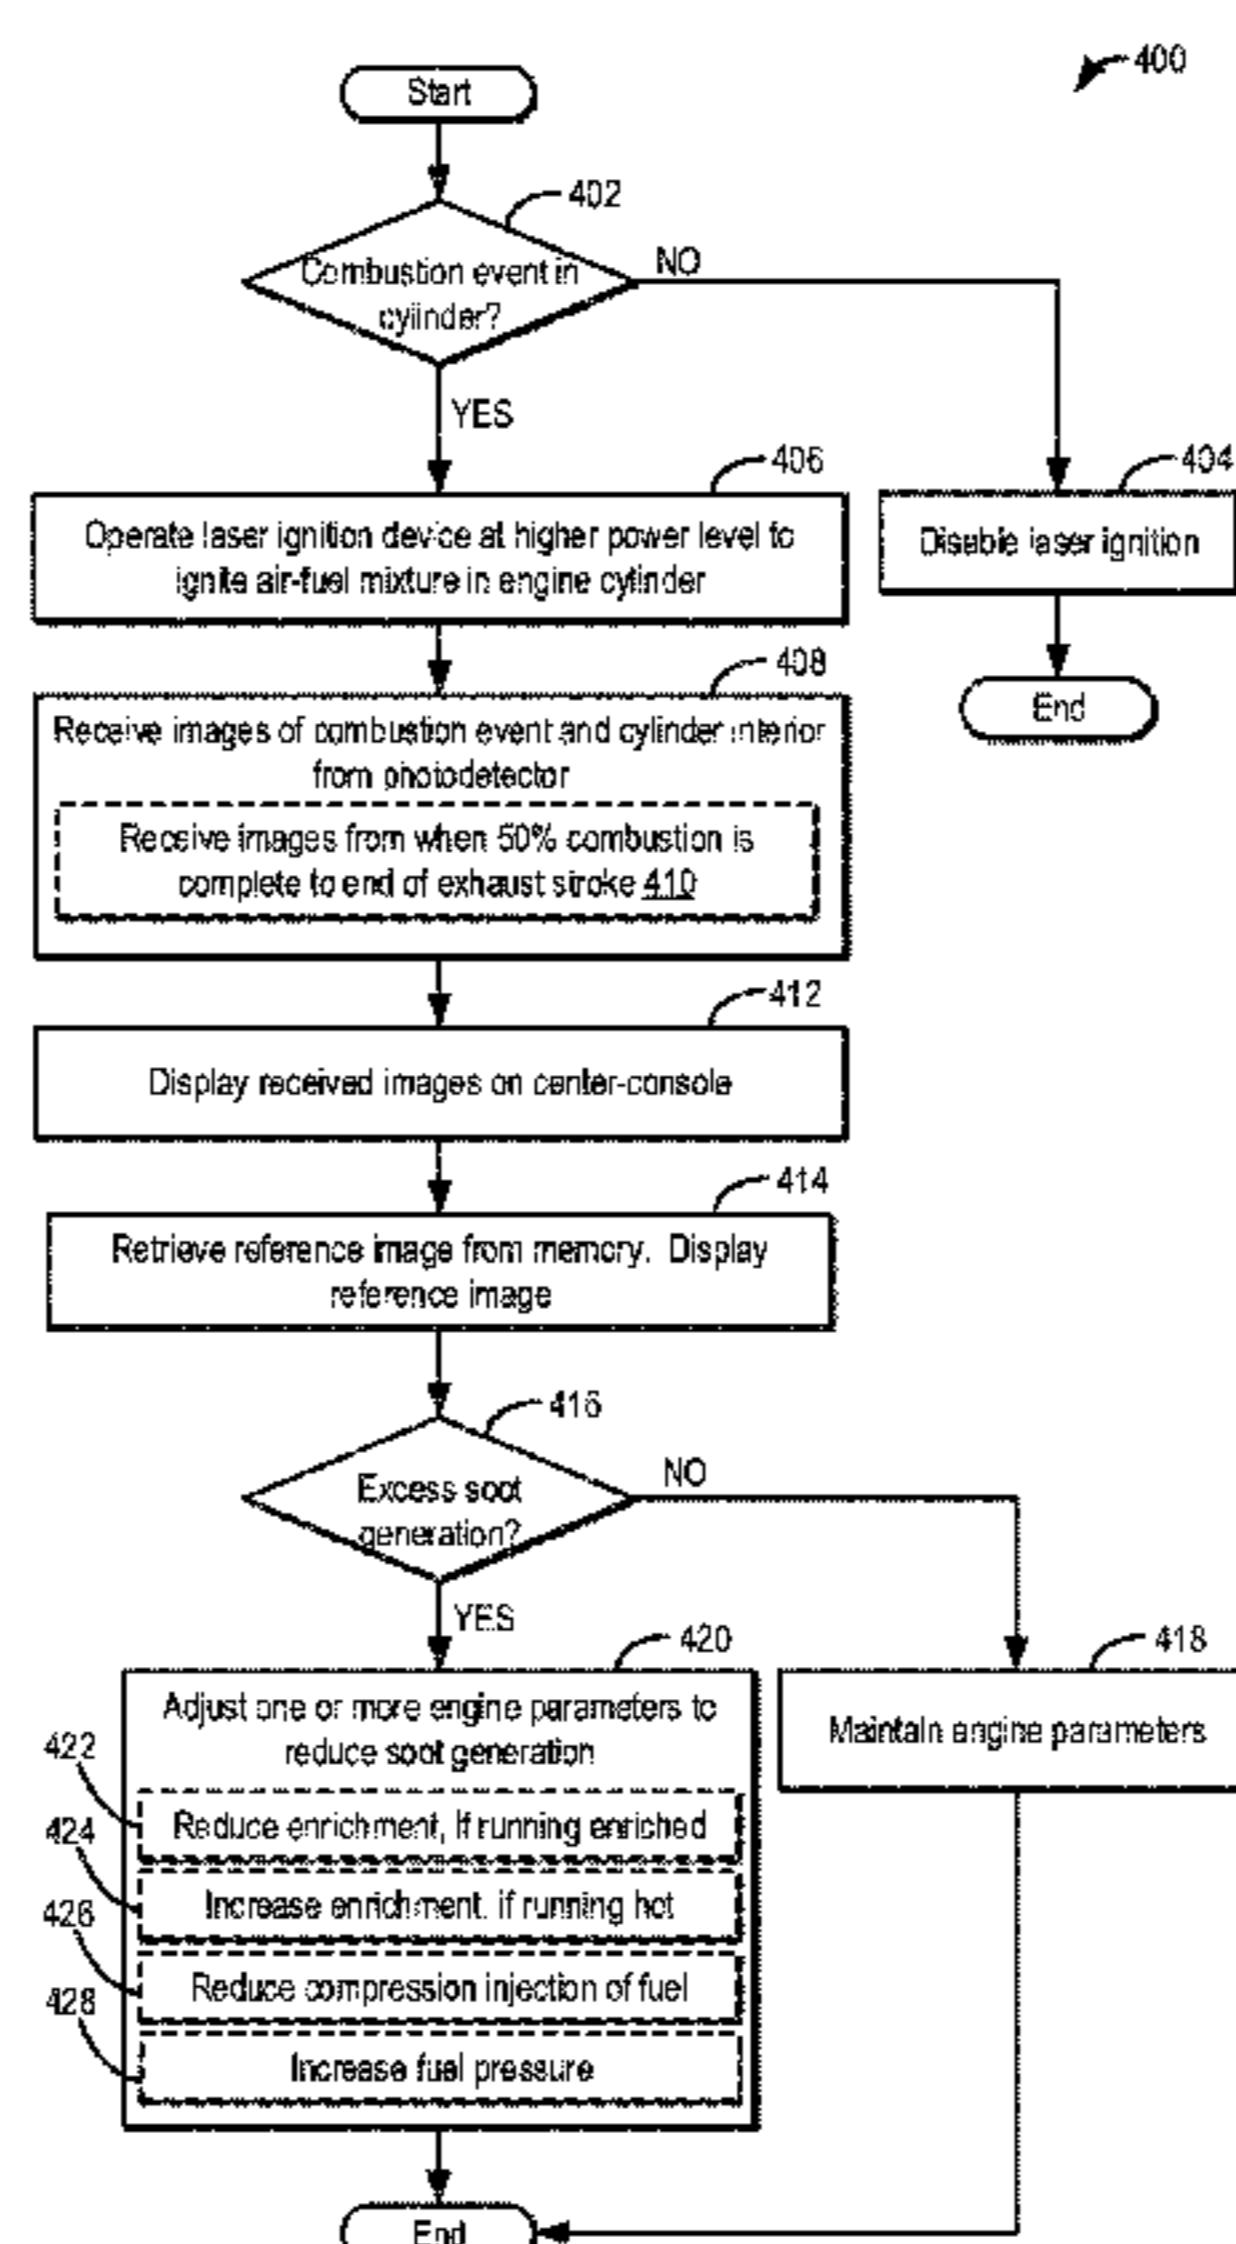 400
Start
402
Combustion event in
cylinder?
NO
YES
406
Operate laser ignition device at higher power level to
ignite air-fuel mixture in engine cylinder
404
Disable laser ignition
End
408
Receive images of combustion event and cylinder interior
from photodetector
Receive images from when 50% combustion is
complete to end of exhaust stroke 410
412
Display received images on center-console
414
Retrieve reference image from memory. Display
reference image
416
Excess soot
generation?
NO
YES
420
Adjust one or more engine parameters to
reduce soot generation
418
Maintain engine parameters
422
Reduce enrichment, if running enriched
424
Increase enrichment, if running hot
426
Reduce compression injection of fuel
428
Increase fuel pressure
End